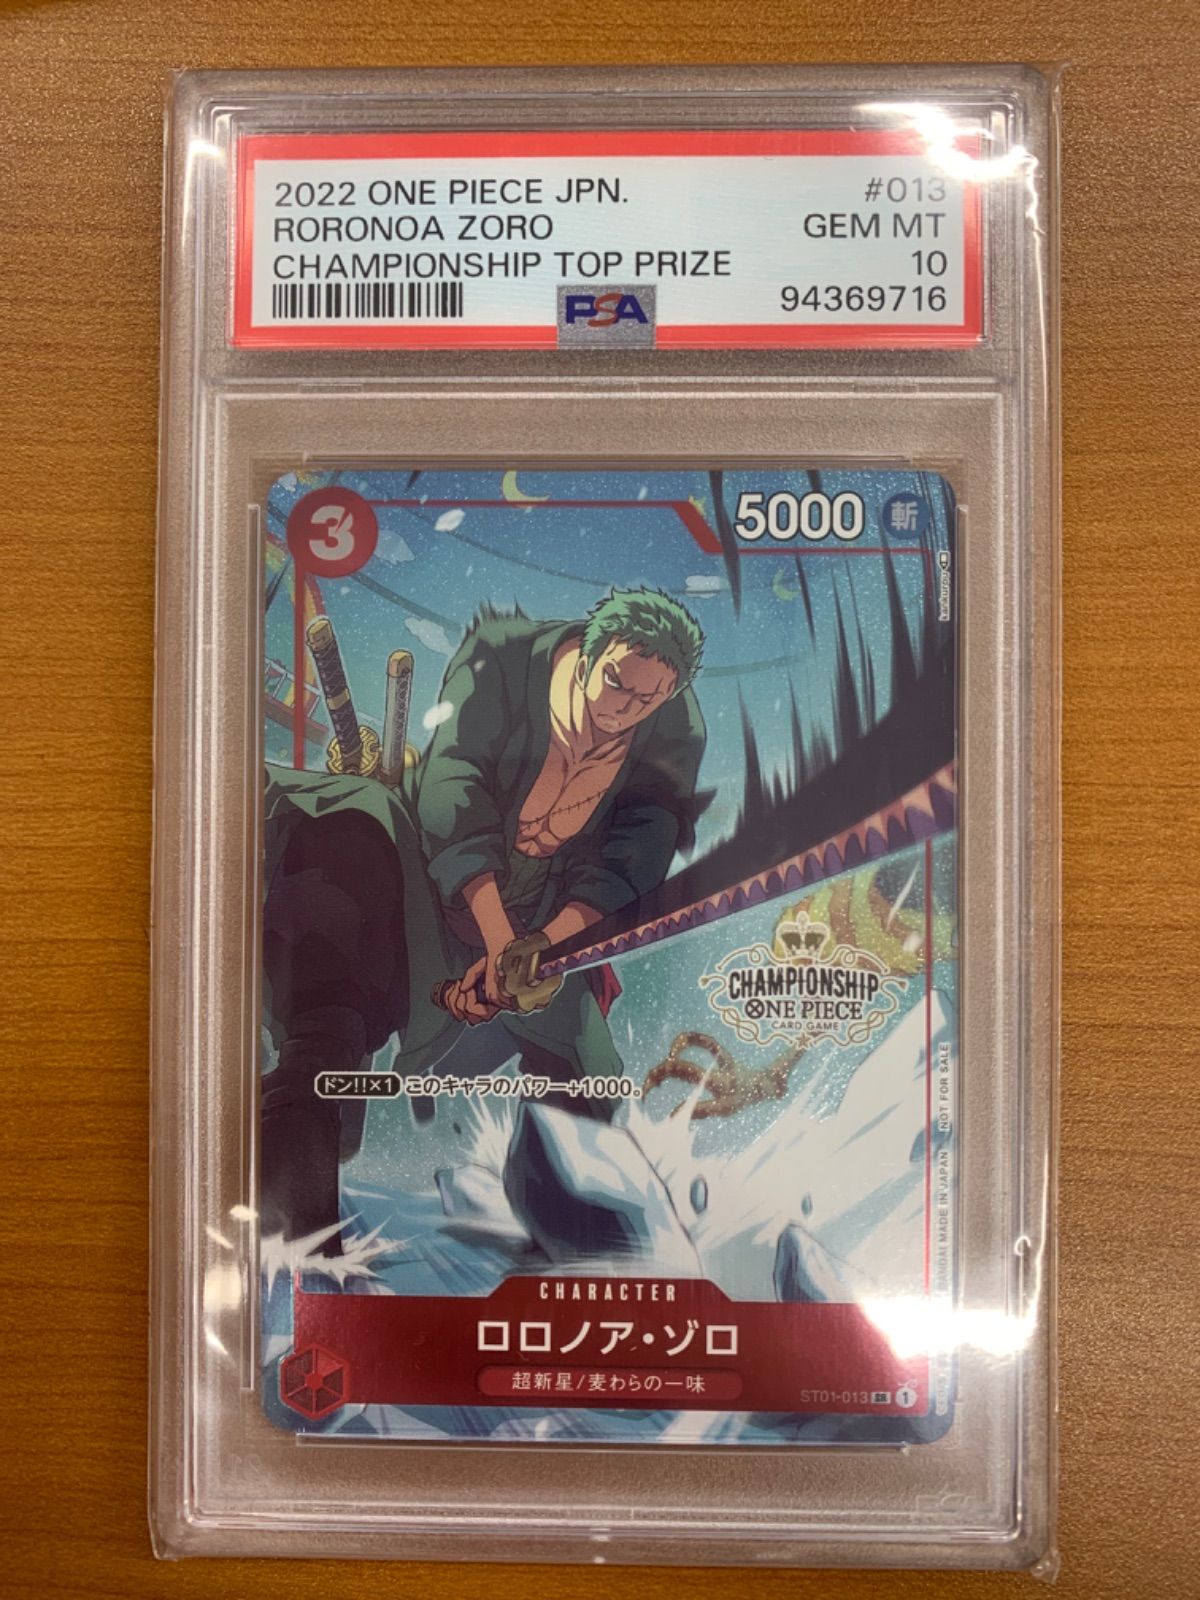 2022 ONE PIECE JPN. #013
RORONOA ZORO GEM MT
CHAMPIONSHIP TOP PRIZE 10
PSA 94369716
3
5000 斬
kankurou
CHAMPIONSHIP
ONE PIECE
CARD GAME
ドン!!×1 このキャラのパワー+1000。
BANDAI MADE IN JAPAN NOT FOR SALE
CHARACTER
ロロノア・ゾロ
超新星/麦わらの一味
ST01-013 SR 1